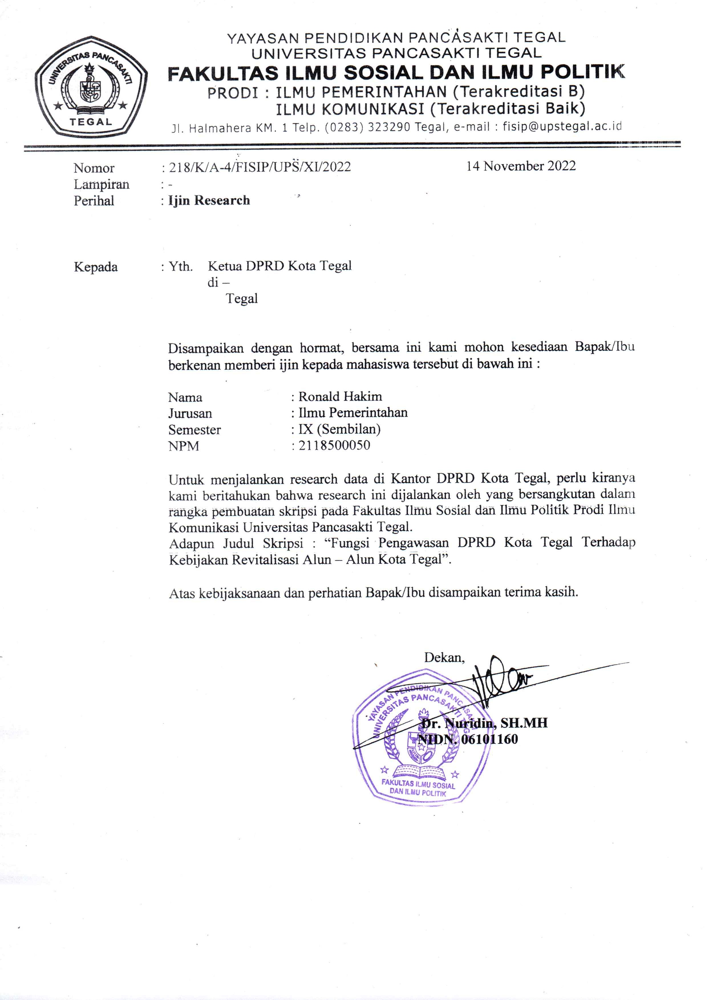 YAYASAN PENDIDIKAN PANCASAKTI TEGAL
UNIVERSITAS PANCASAKTI TEGAL
FAKULTAS ILMU SOSIAL DAN ILMU POLITIK
PRODI : ILMU PEMERINTAHAN (Terakreditasi B)
ILMU KOMUNIKASI (Terakreditasi Baik)
Jl. Halmahera KM. 1 Telp. (0283) 323290 Tegal, e-mail : fisip@upstegal.ac.id
UNIVERSITAS PANCASAKTI
TEGAL
Nomor : 218/K/A-4/FISIP/UPS/XI/2022 14 November 2022
Lampiran : -
Perihal : Ijin Research
Kepada : Yth. Ketua DPRD Kota Tegal
di –
Tegal
Disampaikan dengan hormat, bersama ini kami mohon kesediaan Bapak/Ibu
berkenan memberi ijin kepada mahasiswa tersebut di bawah ini :
Nama : Ronald Hakim
Jurusan : Ilmu Pemerintahan
Semester : IX (Sembilan)
NPM : 2118500050
Untuk menjalankan research data di Kantor DPRD Kota Tegal, perlu kiranya
kami beritahukan bahwa research ini dijalankan oleh yang bersangkutan dalam
rangka pembuatan skripsi pada Fakultas Ilmu Sosial dan Ilmu Politik Prodi Ilmu
Komunikasi Universitas Pancasakti Tegal.
Adapun Judul Skripsi : “Fungsi Pengawasan DPRD Kota Tegal Terhadap
Kebijakan Revitalisasi Alun – Alun Kota Tegal”.
Atas kebijaksanaan dan perhatian Bapak/Ibu disampaikan terima kasih.
Dekan,
YAYASAN PENDIDIKAN PANCASAKTI
UNIVERSITAS PANCASAKTI TEGAL
Dr. Nuridin, SH.MH
NIDN. 06101160
FAKULTAS ILMU SOSIAL
DAN ILMU POLITIK